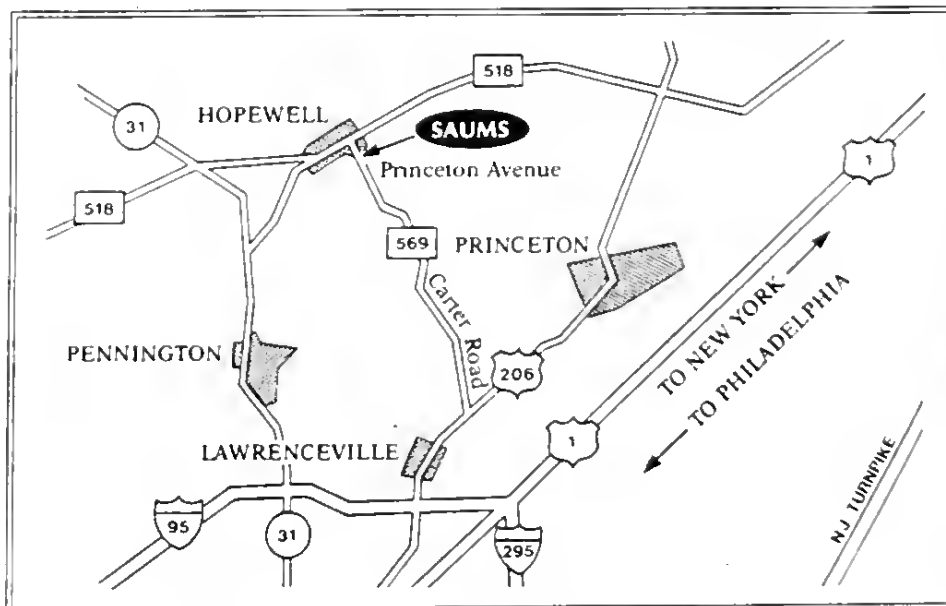 518
31
HOPEWELL
SAUMS
1
Princeton Avenue
518
569
PRINCETON
Carter Road
TO NEW YORK
TO PHILADELPHIA
PENNINGTON
206
LAWRENCEVILLE
1
NJ TURNPIKE
95
31
295